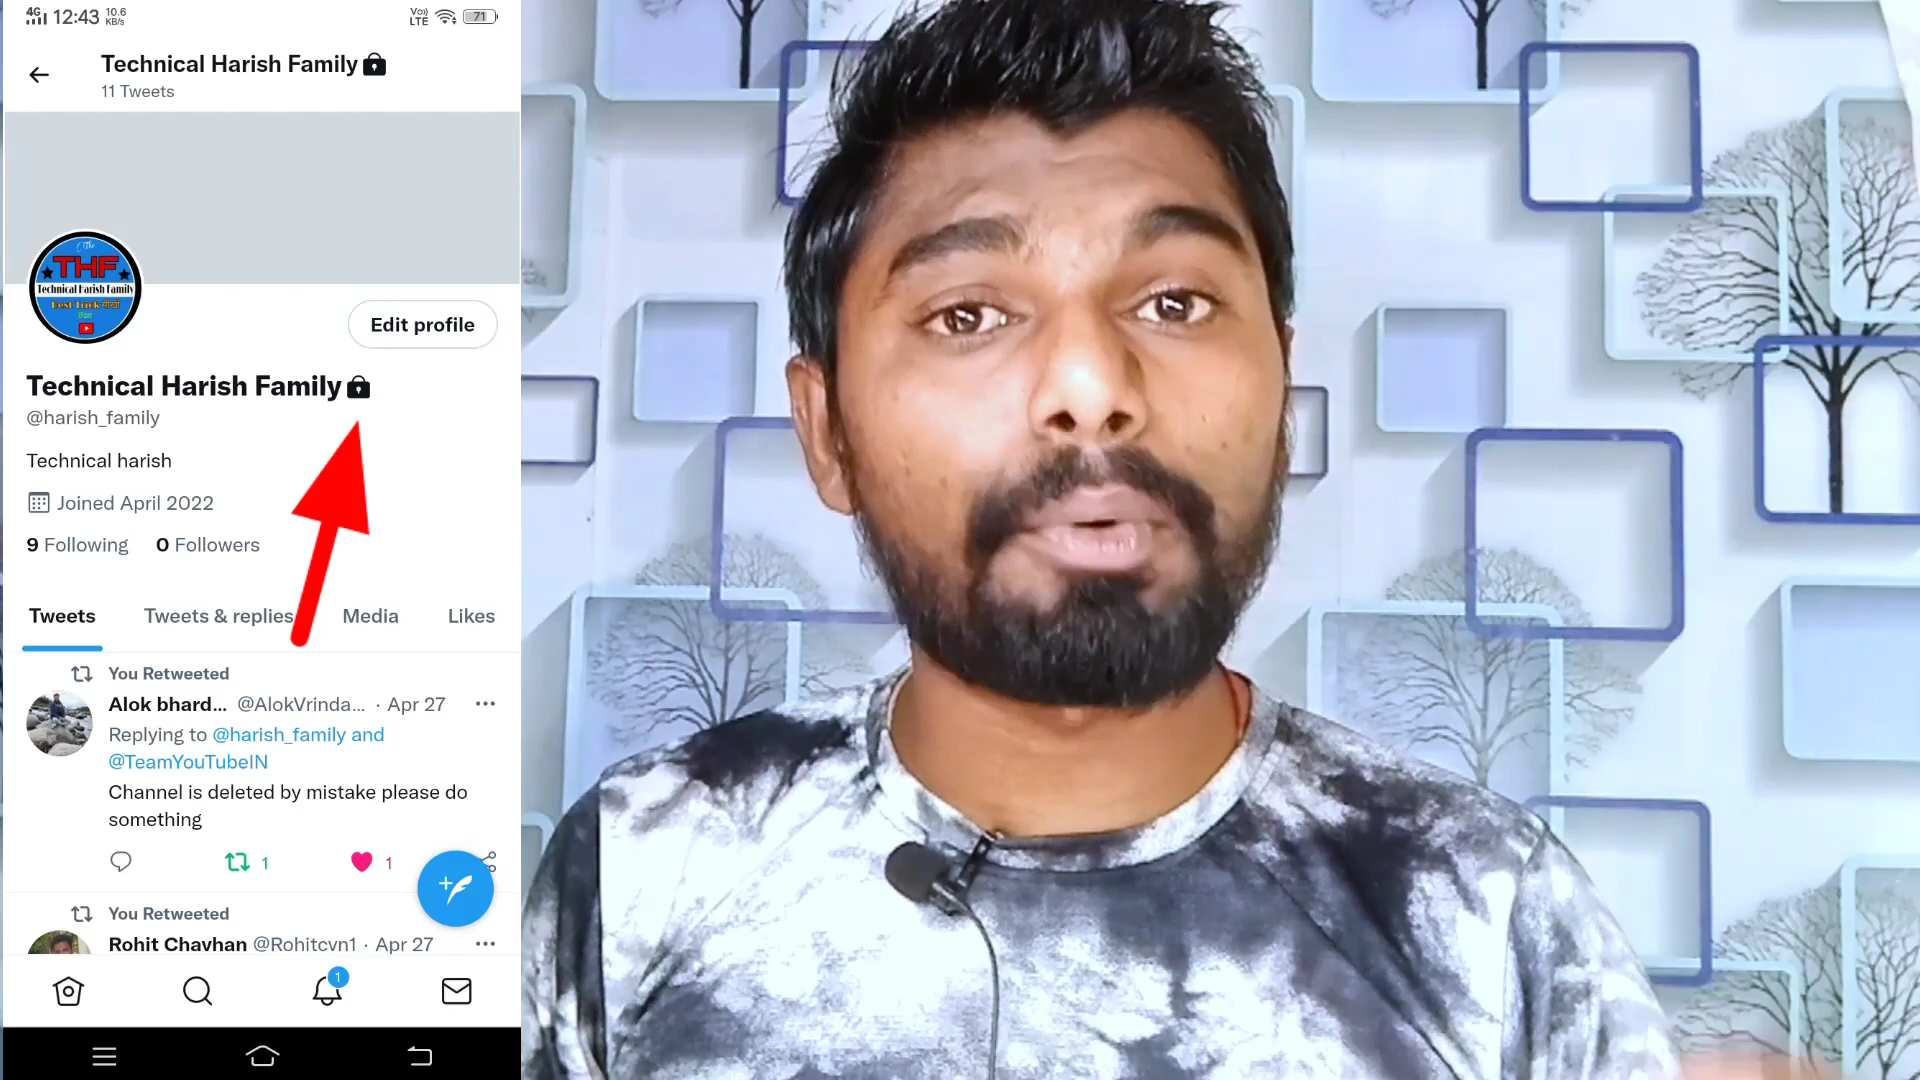 4G 12:43 10.6 KB/s Vo)) LTE 71
Technical Harish Family
11 Tweets
The
THF
Technical Harish Family
Best Trick सीखो
Edit profile
Technical Harish Family
@harish_family
Technical harish
Joined April 2022
9 Following 0 Followers
Tweets Tweets & replies Media Likes
You Retweeted
Alok bhard... @AlokVrinda... · Apr 27
Replying to @harish_family and
@TeamYouTubeIN
Channel is deleted by mistake please do
something
1 1
You Retweeted
Rohit Chavhan @Rohitcvn1 · Apr 27
1